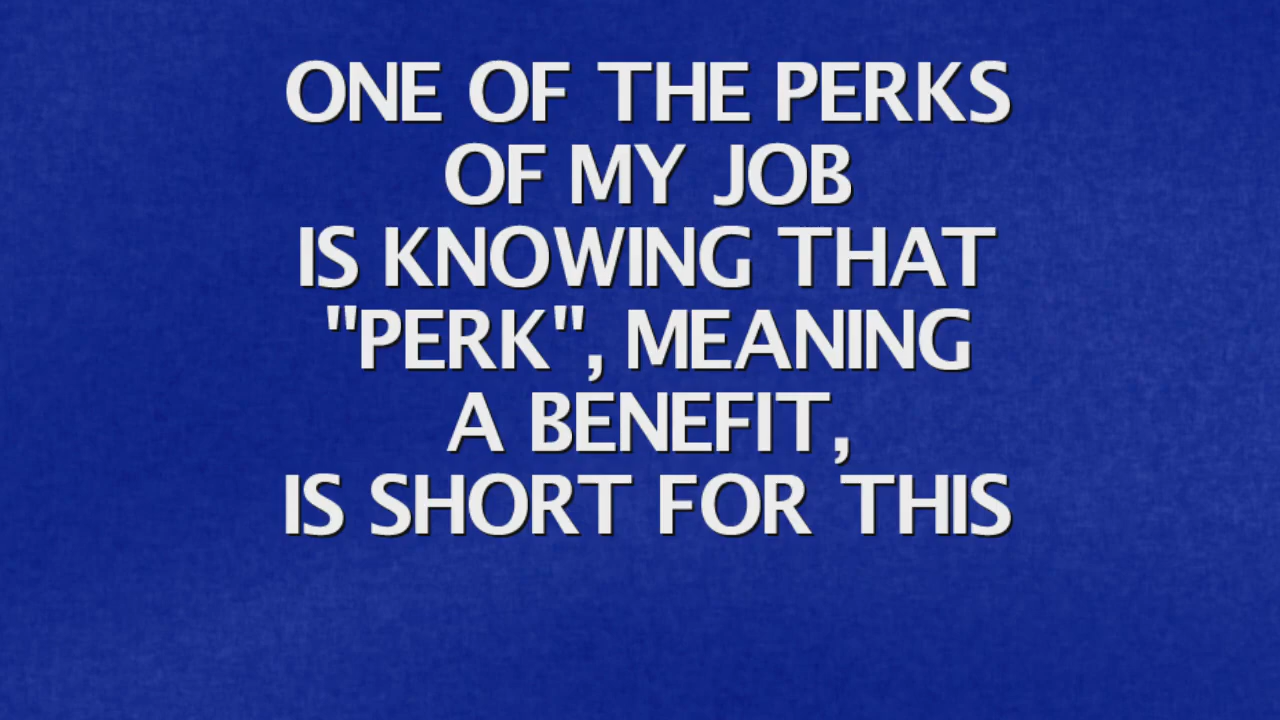 ONE OF THE PERKS
OF MY JOB
IS KNOWING THAT
"PERK", MEANING
A BENEFIT,
IS SHORT FOR THIS